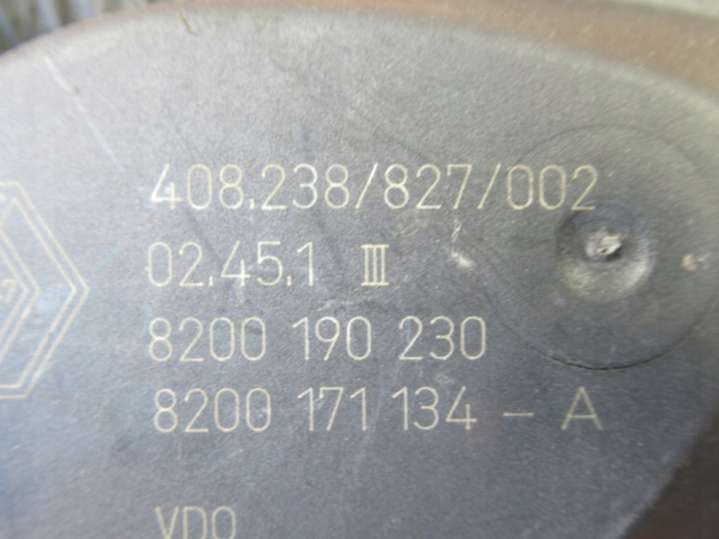 408.238/827/002
02.45.1 III
8200 190 230
8200 171 134 - A
VDO